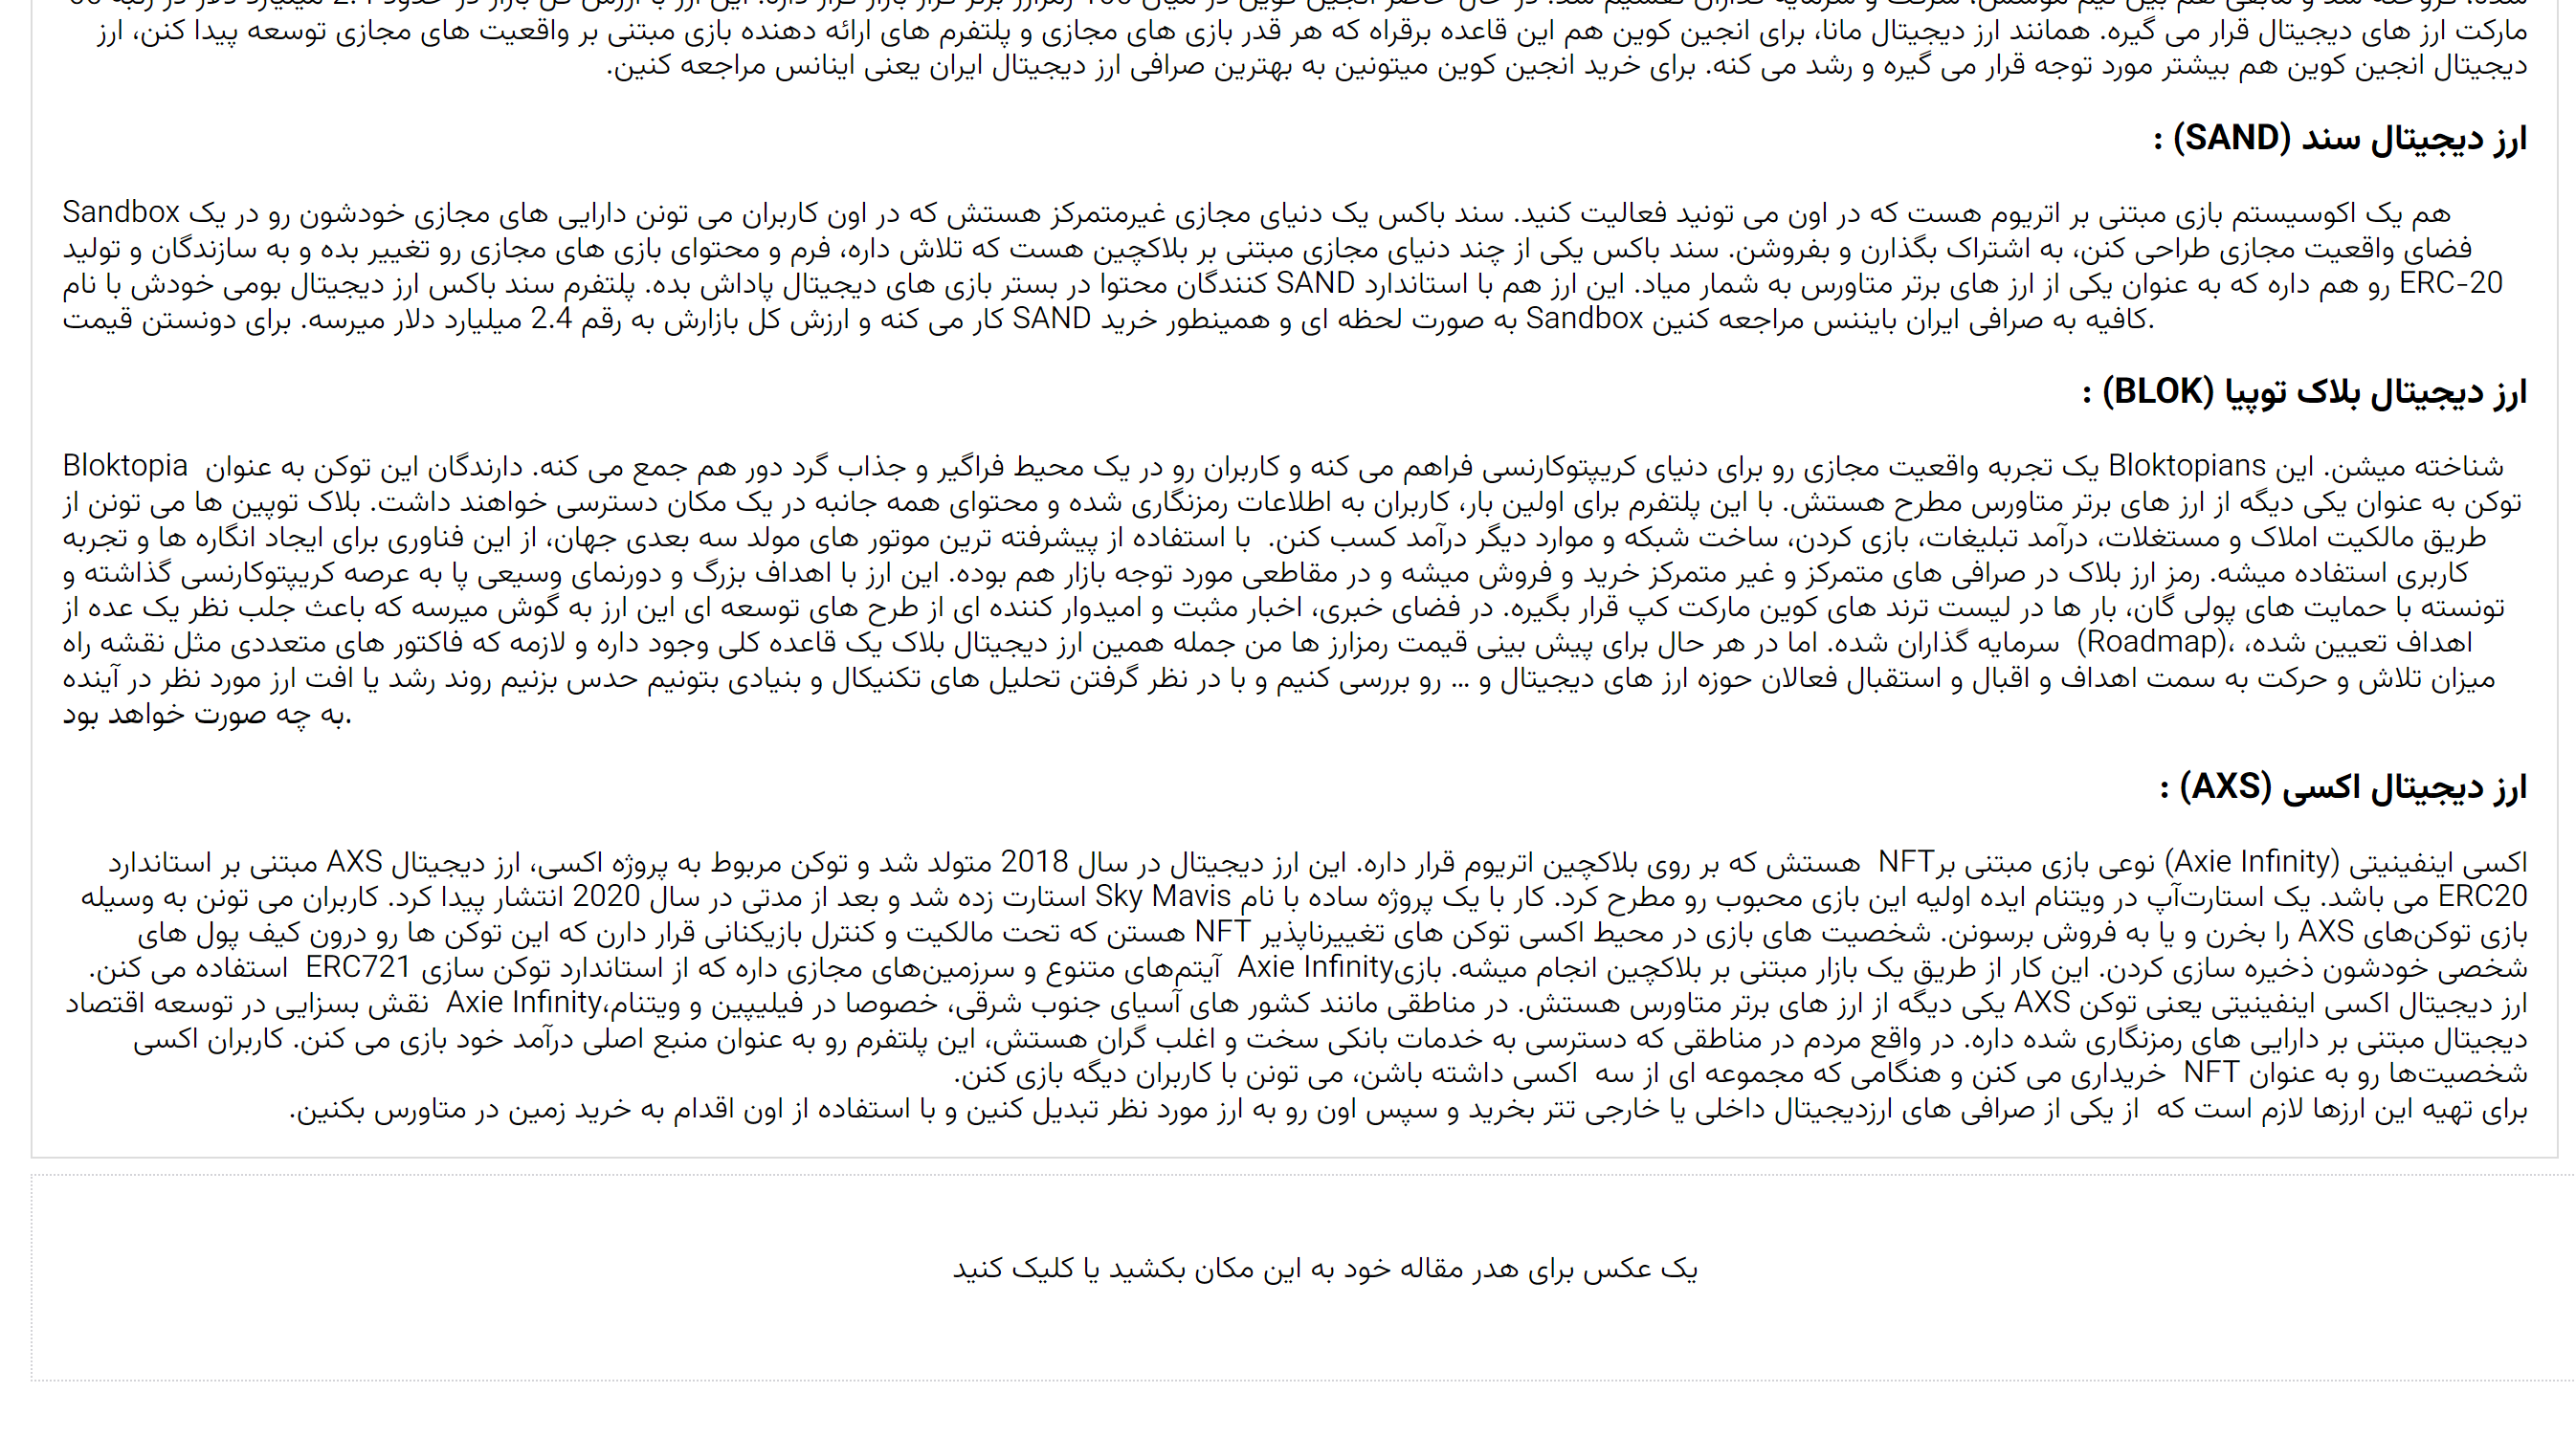 مارکت ارز های دیجیتال قرار می گیره. همانند ارز دیجیتال مانا، برای انجین کوین هم این قاعده برقراه که هر قدر بازی های مجازی و پلتفرم های ارائه دهنده بازی مبتنی بر واقعیت های مجازی توسعه پیدا کنن، ارز
دیجیتال انجین کوین هم بیشتر مورد توجه قرار می گیره و رشد می کنه. برای خرید انجین کوین میتونین به بهترین صرافی ارز دیجیتال ایران یعنی اینانس مراجعه کنین.
ارز دیجیتال سند (SAND) :
Sandbox هم یک اکوسیستم بازی مبتنی بر اتریوم هست که در اون می تونید فعالیت کنید. سند باکس یک دنیای مجازی غیرمتمرکز هستش که در اون کاربران می تونن دارایی های مجازی خودشون رو در یک
فضای واقعیت مجازی طراحی کنن، به اشتراک بگذارن و بفروشن. سند باکس یکی از چند دنیای مجازی مبتنی بر بلاکچین هست که تلاش داره، فرم و محتوای بازی های مجازی رو تغییر بده و به سازندگان و تولید
کنندگان محتوا در بستر بازی های دیجیتال پاداش بده. پلتفرم سند باکس ارز دیجیتال بومی خودش با نام SAND رو هم داره که به عنوان یکی از ارز های برتر متاورس به شمار میاد. این ارز هم با استاندارد ERC-20
کار می کنه و ارزش کل بازارش به رقم 2.4 میلیارد دلار میرسه. برای دونستن قیمت SAND به صورت لحظه ای و همینطور خرید Sandbox کافیه به صرافی ایران بایننس مراجعه کنین.
ارز دیجیتال بلاک توپیا (BLOK) :
Bloktopia یک تجربه واقعیت مجازی رو برای دنیای کریپتوکارنسی فراهم می کنه و کاربران رو در یک محیط فراگیر و جذاب گرد دور هم جمع می کنه. دارندگان این توکن به عنوان Bloktopians شناخته میشن. این
توکن به عنوان یکی دیگه از ارز های برتر متاورس مطرح هستش. با این پلتفرم برای اولین بار، کاربران به اطلاعات رمزنگاری شده و محتوای همه جانبه در یک مکان دسترسی خواهند داشت. بلاک توپین ها می تونن از
طریق مالکیت املاک و مستغلات، درآمد تبلیغات، بازی کردن، ساخت شبکه و موارد دیگر درآمد کسب کنن. با استفاده از پیشرفته ترین موتور های مولد سه بعدی جهان، از این فناوری برای ایجاد انگاره ها و تجربه
کاربری استفاده میشه. رمز ارز بلاک در صرافی های متمرکز و غیر متمرکز خرید و فروش میشه و در مقاطعی مورد توجه بازار هم بوده. این ارز با اهداف بزرگ و دورنمای وسیعی پا به عرصه کریپتوکارنسی گذاشته و
تونسته با حمایت های پولی گان، بار ها در لیست ترند های کوین مارکت کپ قرار بگیره. در فضای خبری، اخبار مثبت و امیدوار کننده ای از طرح های توسعه ای این ارز به گوش میرسه که باعث جلب نظر یک عده از
سرمایه گذاران شده. اما در هر حال برای پیش بینی قیمت رمزارز ها من جمله همین ارز دیجیتال بلاک یک قاعده کلی وجود داره و لازمه که فاکتور های متعددی مثل نقشه راه (Roadmap)، اهداف تعیین شده،
میزان تلاش و حرکت به سمت اهداف و اقبال و استقبال فعالان حوزه ارز های دیجیتال و ... رو بررسی کنیم و با در نظر گرفتن تحلیل های تکنیکال و بنیادی بتونیم حدس بزنیم روند رشد یا افت ارز مورد نظر در آینده
به چه صورت خواهد بود.
ارز دیجیتال اکسی (AXS) :
اکسی اینفینیتی (Axie Infinity) نوعی بازی مبتنی برNFT هستش که بر روی بلاکچین اتریوم قرار داره. این ارز دیجیتال در سال 2018 متولد شد و توکن مربوط به پروژه اکسی، ارز دیجیتال AXS مبتنی بر استاندارد
ERC20 می باشد. یک استارت‌آپ در ویتنام ایده اولیه این بازی محبوب رو مطرح کرد. کار با یک پروژه ساده با نام Sky Mavis استارت زده شد و بعد از مدتی در سال 2020 انتشار پیدا کرد. کاربران می تونن به وسیله
بازی توکن‌های AXS را بخرن و یا به فروش برسونن. شخصیت های بازی در محیط اکسی توکن های تغییرناپذیر NFT هستن که تحت مالکیت و کنترل بازیکنانی قرار دارن که این توکن ها رو درون کیف پول های
شخصی خودشون ذخیره سازی کردن. این کار از طریق یک بازار مبتنی بر بلاکچین انجام میشه. بازیAxie Infinity آیتم‌های متنوع و سرزمین‌های مجازی داره که از استاندارد توکن سازی ERC721 استفاده می کنن.
ارز دیجیتال اکسی اینفینیتی یعنی توکن AXS یکی دیگه از ارز های برتر متاورس هستش. در مناطقی مانند کشور های آسیای جنوب شرقی، خصوصا در فیلیپین و ویتنام،Axie Infinity نقش بسزایی در توسعه اقتصاد
دیجیتال مبتنی بر دارایی های رمزنگاری شده داره. در واقع مردم در مناطقی که دسترسی به خدمات بانکی سخت و اغلب گران هستش، این پلتفرم رو به عنوان منبع اصلی درآمد خود بازی می کنن. کاربران اکسی
شخصیت‌ها رو به عنوان NFT خریداری می کنن و هنگامی که مجموعه ای از سه اکسی داشته باشن، می تونن با کاربران دیگه بازی کنن.
برای تهیه این ارزها لازم است که از یکی از صرافی های ارزدیجیتال داخلی یا خارجی تتر بخرید و سپس اون رو به ارز مورد نظر تبدیل کنین و با استفاده از اون اقدام به خرید زمین در متاورس بکنین.
یک عکس برای هدر مقاله خود به این مکان بکشید یا کلیک کنید